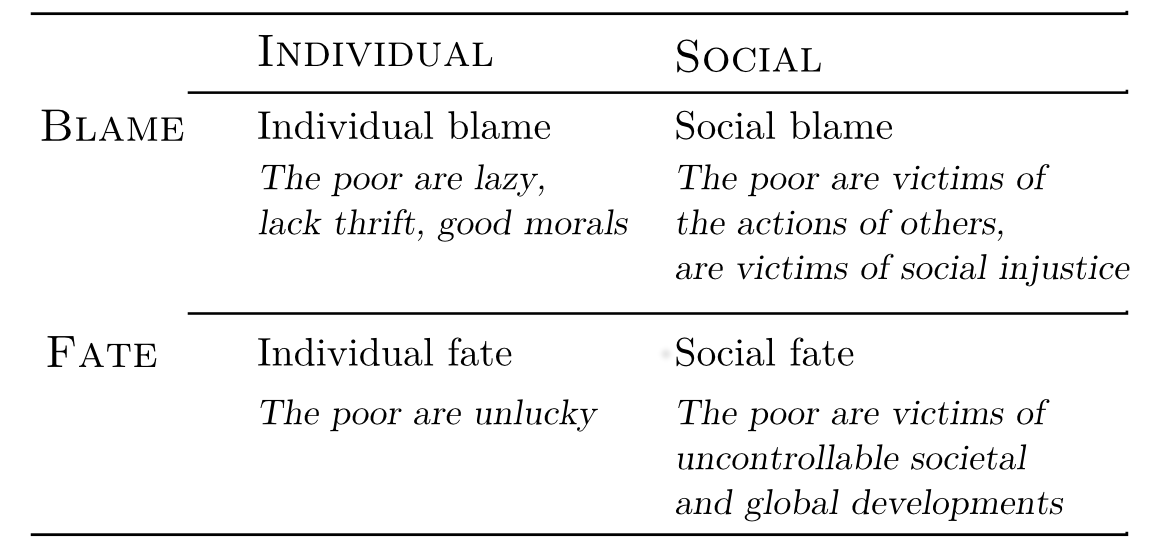 INDIVIDUAL SOCIAL
BLAME Individual blame Social blame
The poor are lazy, The poor are victims of
lack thrift, good morals the actions of others,
are victims of social injustice
FATE Individual fate Social fate
The poor are unlucky The poor are victims of
uncontrollable societal
and global developments